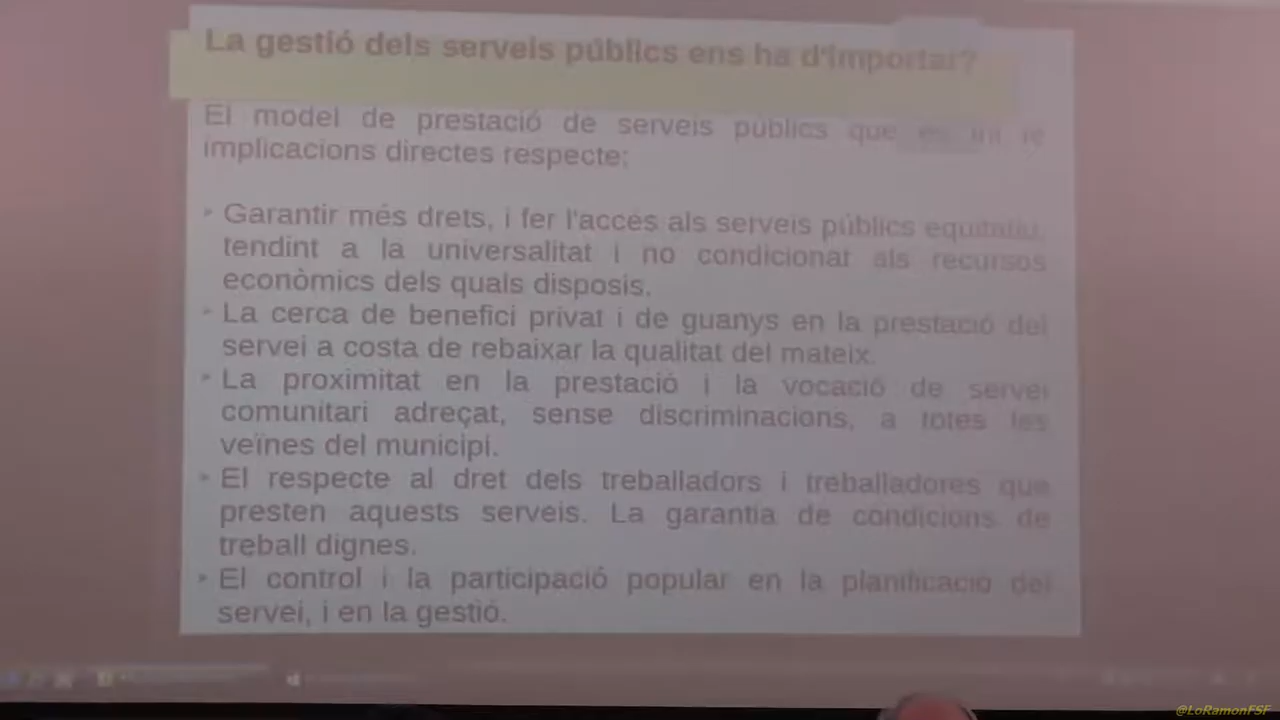 La gestió dels serveis públics ens ha d'importar?
El model de prestació de serveis públics que
implicacions directes respecte:
Garantir més drets, i fer l'accés als serveis públics equitatiu,
tendint a la universalitat i no condicionat als recursos
econòmics dels quals disposis.
La cerca de benefici privat i de guanys en la prestació del
servei a costa de rebaixar la qualitat del mateix.
La proximitat en la prestació i la vocació de servei
comunitari adreçat, sense discriminacions, a totes les
veïnes del municipi.
El respecte al dret dels treballadors i treballadores que
presten aquests serveis. La garantia de condicions de
treball dignes.
El control i la participació popular en la planificació del
servei, i en la gestió.
@LoRamonFSF